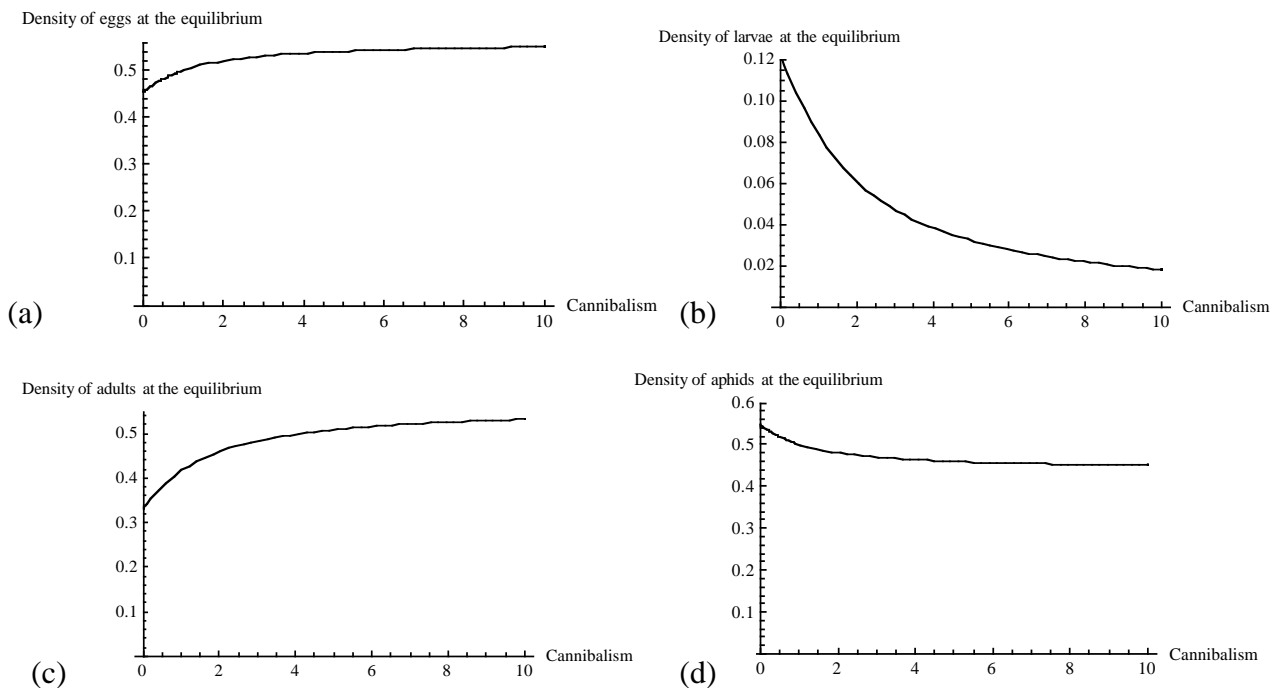 Density of eggs at the equilibrium
0.5
0.4
0.3
0.2
0.1
0 2 4 6 8 10
Cannibalism
(a)
Density of larvae at the equilibrium
0.12
0.10
0.08
0.06
0.04
0.02
0 2 4 6 8 10
Cannibalism
(b)
Density of adults at the equilibrium
0.5
0.4
0.3
0.2
0.1
0 2 4 6 8 10
Cannibalism
(c)
Density of aphids at the equilibrium
0.6
0.5
0.4
0.3
0.2
0.1
0 2 4 6 8 10
Cannibalism
(d)